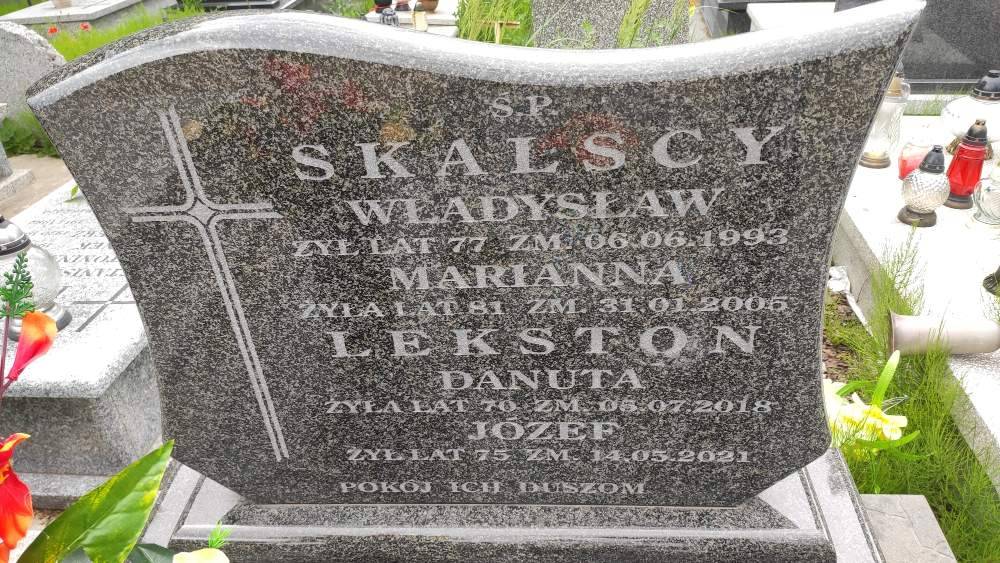 Ś.P.
SKALSCY
WŁADYSŁAW
ŻYŁ LAT 77 ZM. 06.06.1993
MARIANNA
ŻYŁA LAT 81 ZM. 31.01.2005
LEKSTON
DANUTA
ŻYŁA LAT 70 ZM. 05.07.2018
JÓZEF
ŻYŁ LAT 75 ZM. 14.05.2021
POKÓJ ICH DUSZOM